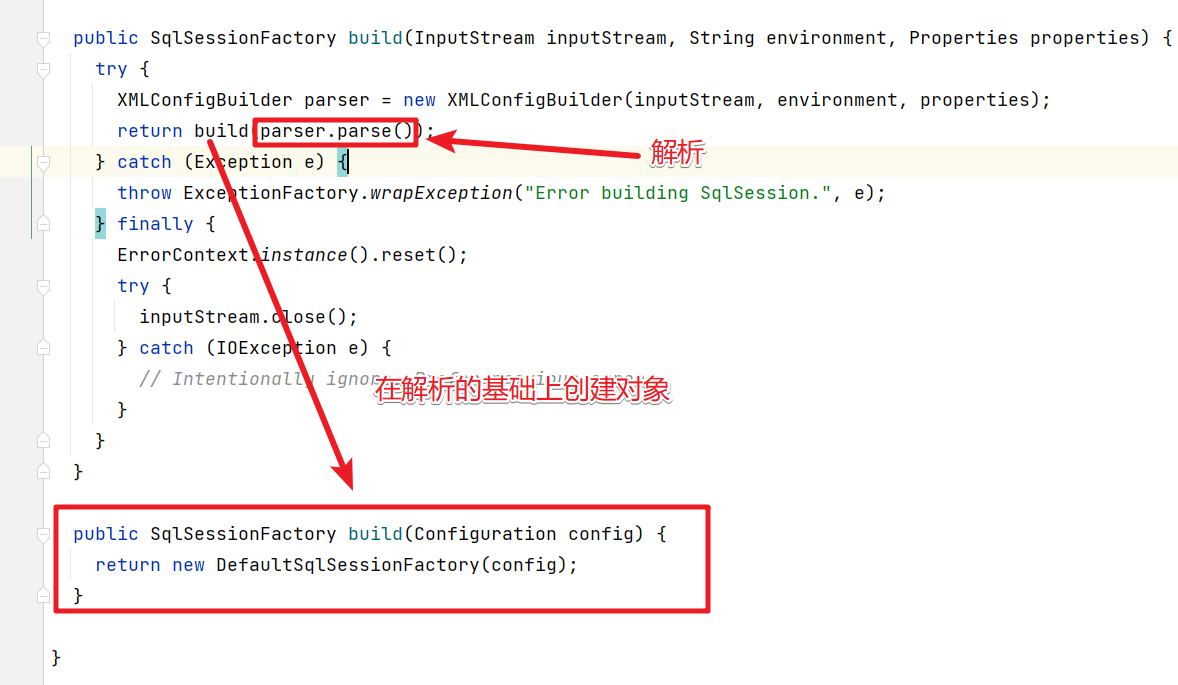 public SqlSessionFactory build(InputStream inputStream, String environment, Properties properties) {
try {
XMLConfigBuilder parser = new XMLConfigBuilder(inputStream, environment, properties);
return build(parser.parse());
解析
} catch (Exception e) {
throw ExceptionFactory.wrapException("Error building SqlSession.", e);
} finally {
ErrorContext.instance().reset();
try {
inputStream.close();
} catch (IOException e) {
// Intentionally ignore.
在解析的基础上创建对象
}
}
}
public SqlSessionFactory build(Configuration config) {
return new DefaultSqlSessionFactory(config);
}
}